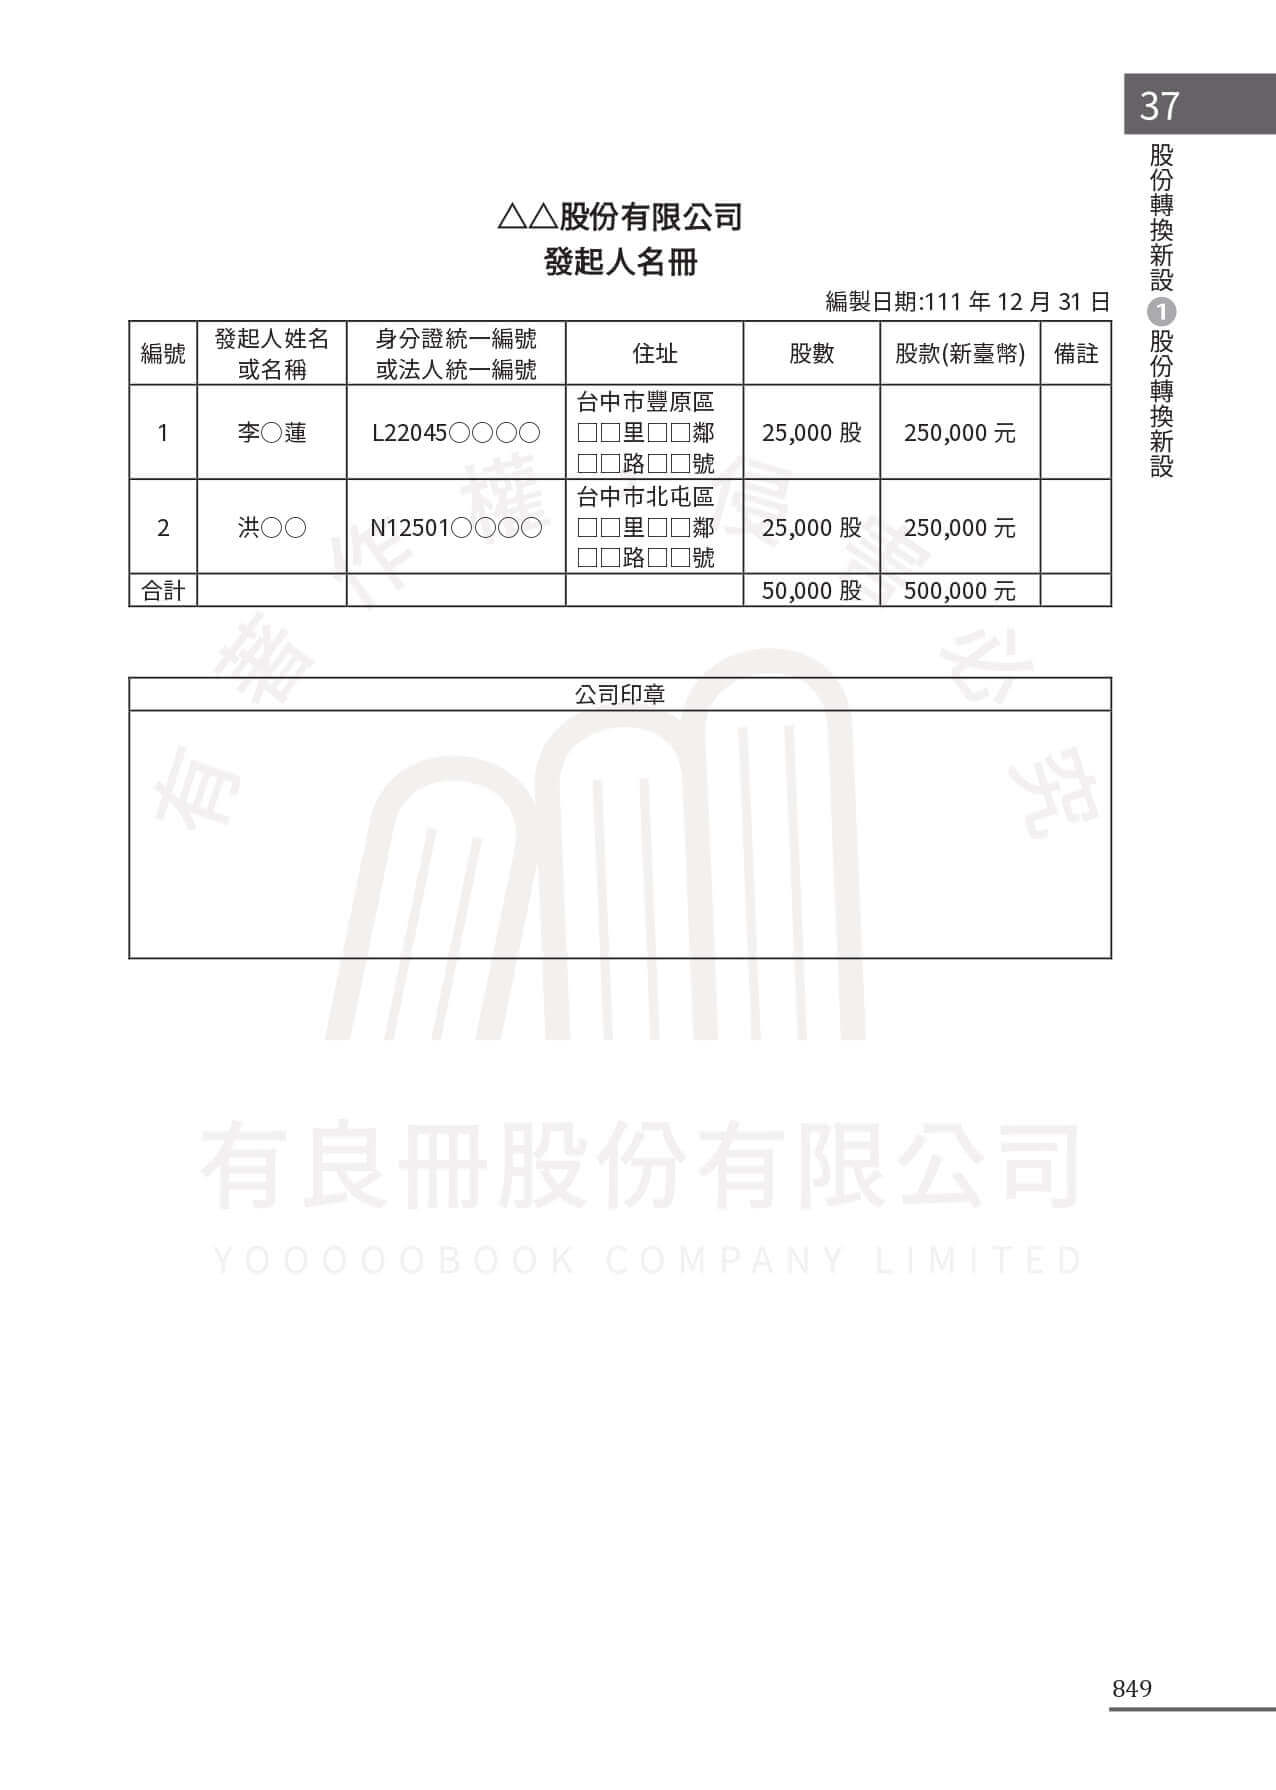 37
股份轉換新設 1 股份轉換新設
△△股份有限公司
發起人名冊
編製日期:111 年 12 月 31 日
編號 發起人姓名或名稱 身分證統一編號或法人統一編號 住址 股數 股款(新臺幣) 備註
1 李○蓮 L22045○○○○ 台中市豐原區 □□里□□鄰 □□路□□號 25,000 股 250,000 元
2 洪○○ N12501○○○○ 台中市北屯區 □□里□□鄰 □□路□□號 25,000 股 250,000 元
合計 50,000 股 500,000 元
公司印章
有著作權 侵害必究
有良冊股份有限公司
YOOOOOBOOK COMPANY LIMITED
849